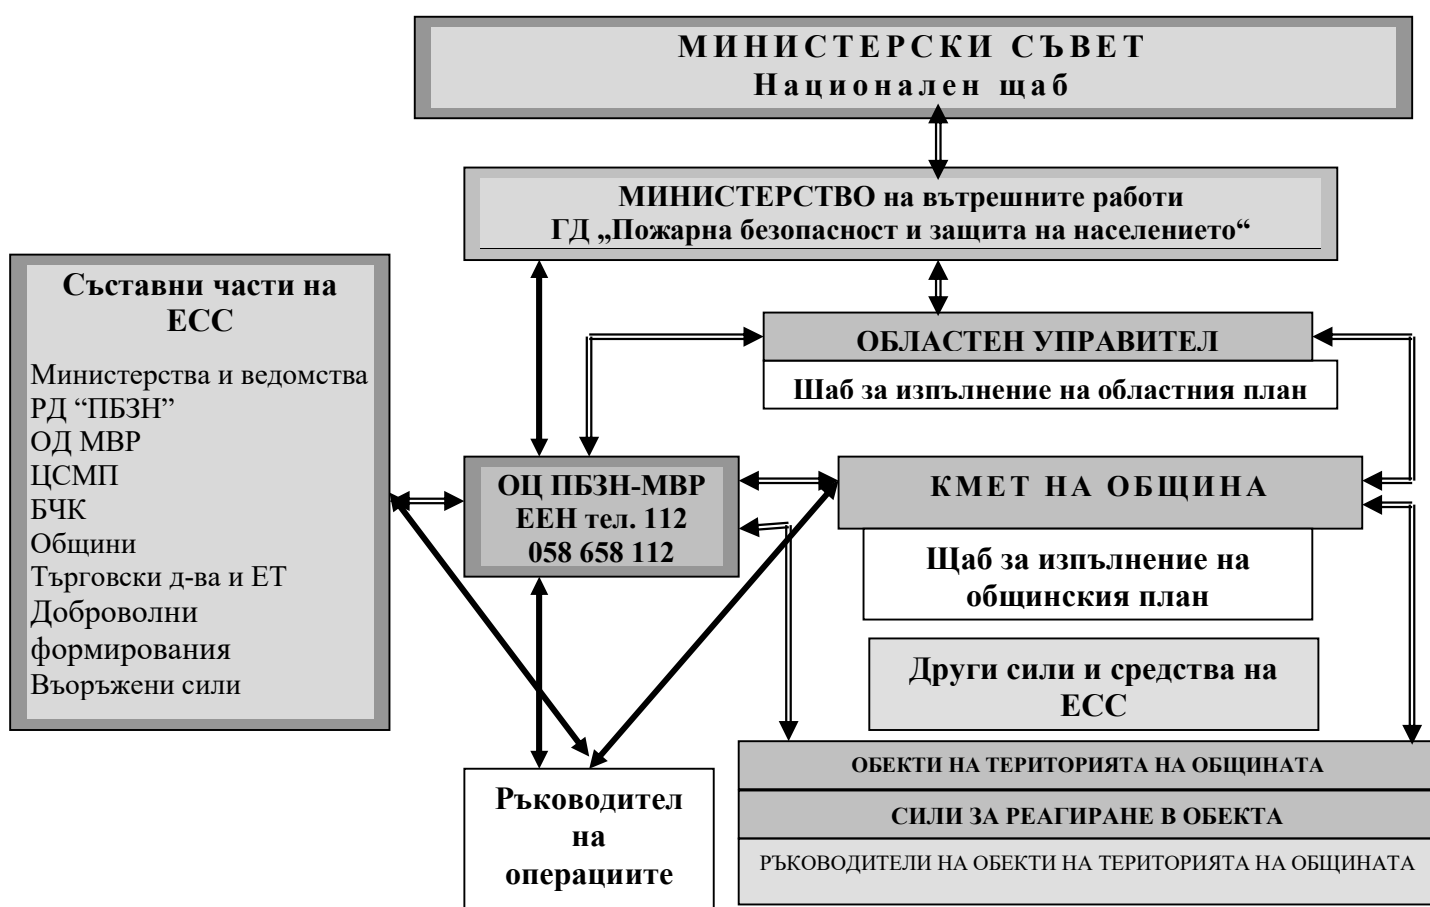 МИНИСТЕРСКИ СЪВЕТ
Национален щаб
МИНИСТЕРСТВО на вътрешните работи
ГД „Пожарна безопасност и защита на населението“
Съставни части на
ЕСС
Министерства и ведомства
РД “ПБЗН”
ОД МВР
ЦСМП
БЧК
Общини
Търговски д-ва и ЕТ
Доброволни
формирования
Въоръжени сили
ОБЛАСТЕН УПРАВИТЕЛ
Шаб за изпълнение на областния план
ОЦ ПБЗН-МВР
ЕЕН тел. 112
058 658 112
КМЕТ НА ОБЩИНА
Щаб за изпълнение на
общинския план
Други сили и средства на
ЕСС
Ръководител
на
операциите
ОБЕКТИ НА ТЕРИТОРИЯТА НА ОБЩИНАТА
СИЛИ ЗА РЕАГИРАНЕ В ОБЕКТА
РЪКОВОДИТЕЛИ НА ОБЕКТИ НА ТЕРИТОРИЯТА НА ОБЩИНАТА